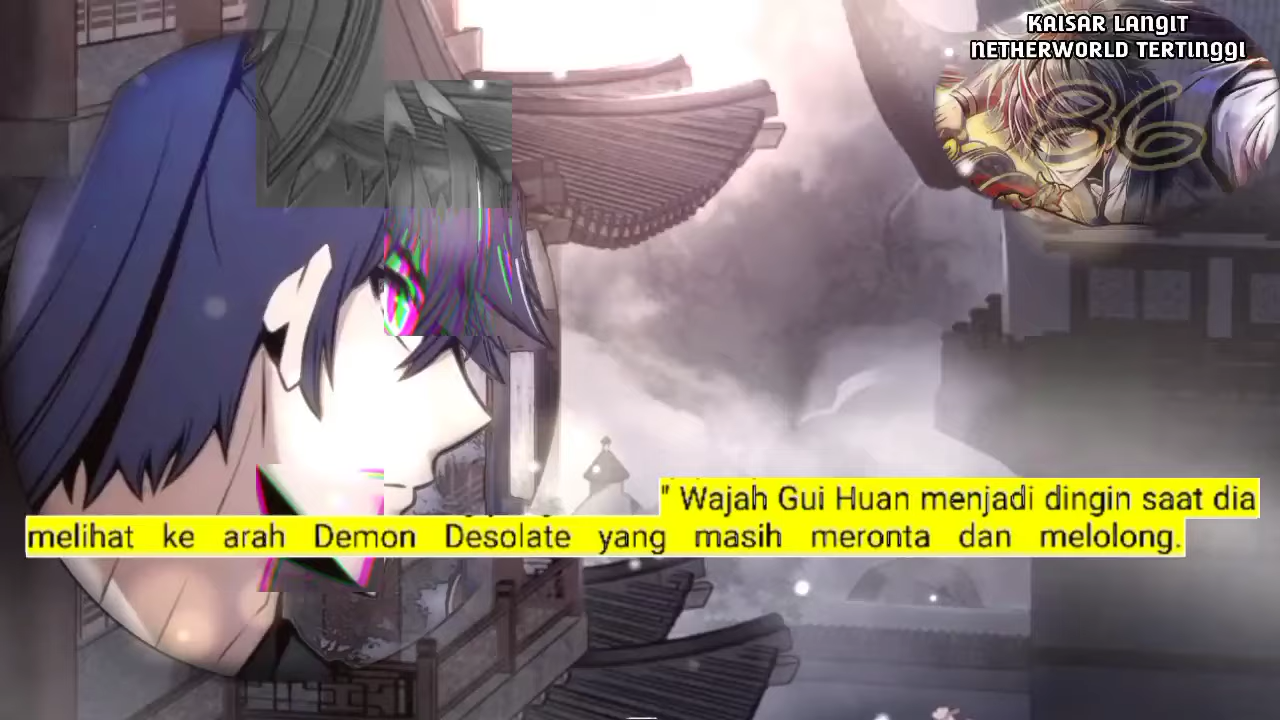 KAISAR LANGIT
NETHERWORLD TERTINGGI
36
" Wajah Gui Huan menjadi dingin saat dia
melihat ke arah Demon Desolate yang masih meronta dan melolong.